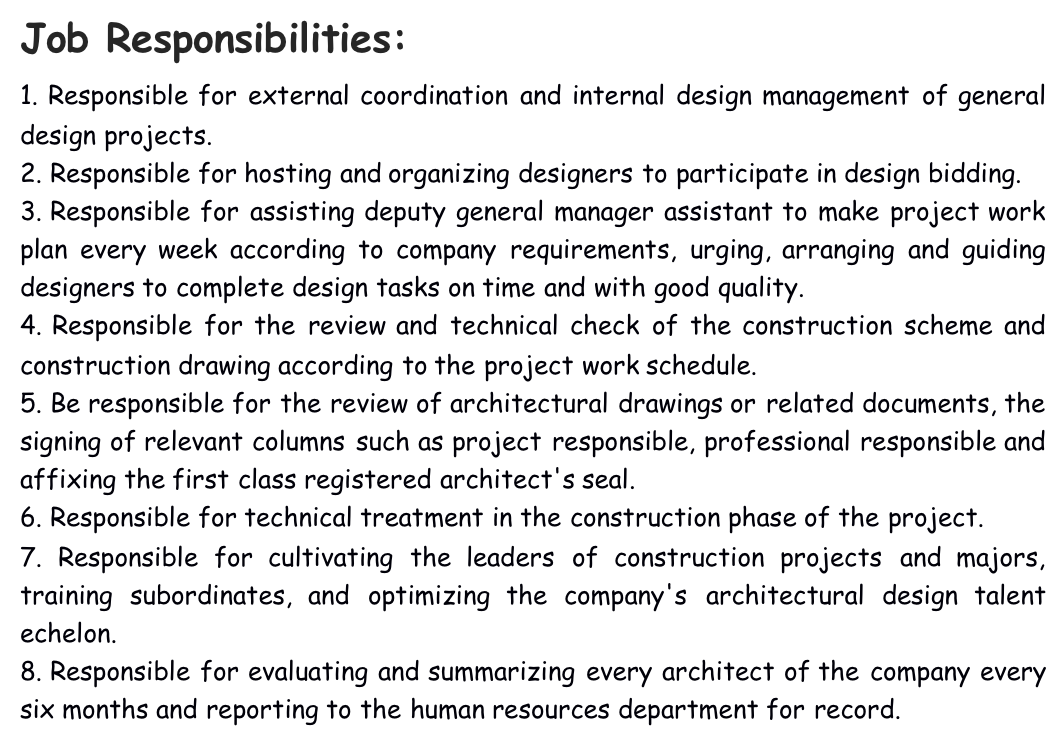 Job Responsibilities:
1. Responsible for external coordination and internal design management of general
design projects.
2. Responsible for hosting and organizing designers to participate in design bidding.
3. Responsible for assisting deputy general manager assistant to make project work
plan every week according to company requirements, urging, arranging and guiding
designers to complete design tasks on time and with good quality.
4. Responsible for the review and technical check of the construction scheme and
construction drawing according to the project work schedule.
5. Be responsible for the review of architectural drawings or related documents, the
signing of relevant columns such as project responsible, professional responsible and
affixing the first class registered architect's seal.
6. Responsible for technical treatment in the construction phase of the project.
7. Responsible for cultivating the leaders of construction projects and majors,
training subordinates, and optimizing the company's architectural design talent
echelon.
8. Responsible for evaluating and summarizing every architect of the company every
six months and reporting to the human resources department for record.